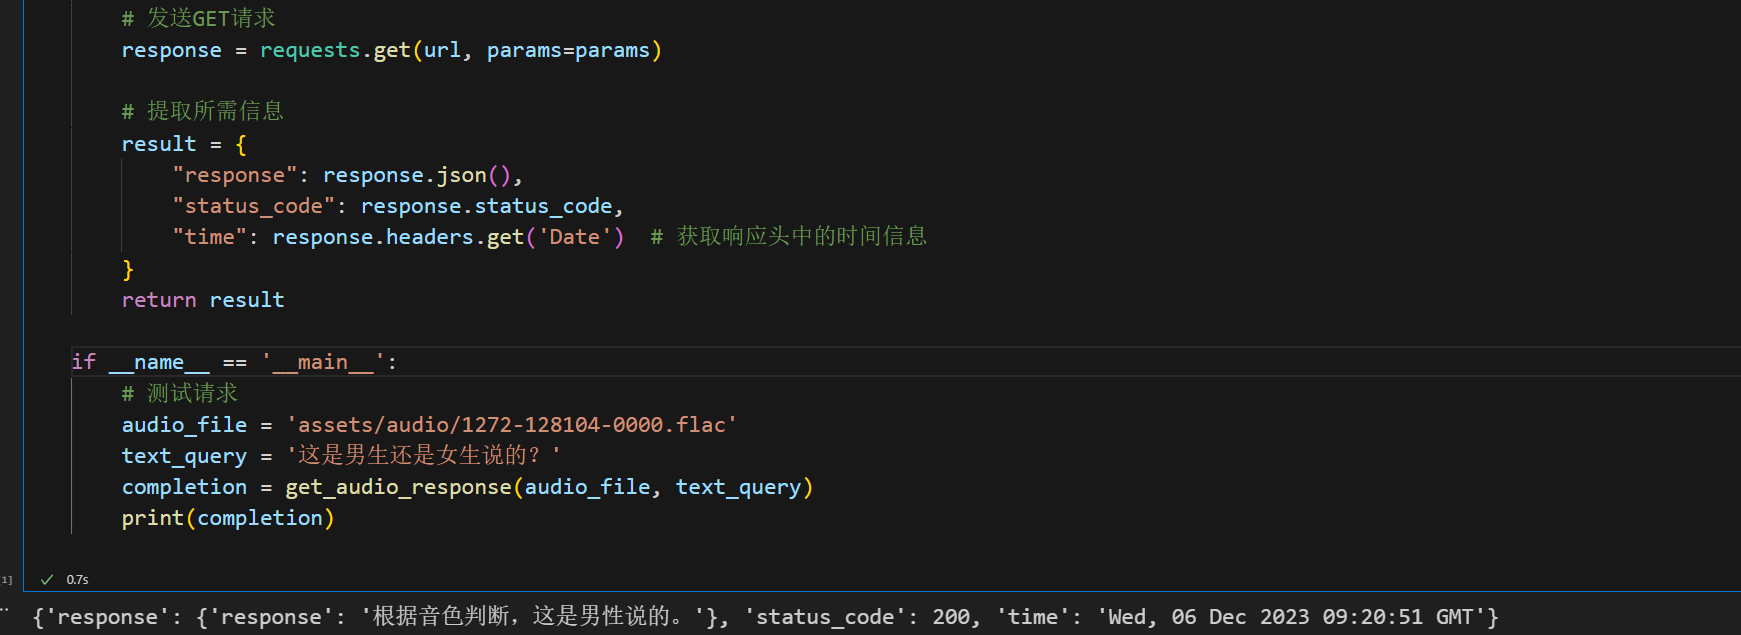 # 发送GET请求
response = requests.get(url, params=params)
# 提取所需信息
result = {
"response": response.json(),
"status_code": response.status_code,
"time": response.headers.get('Date')  # 获取响应头中的时间信息
}
return result
if __name__ == '__main__':
# 测试请求
audio_file = 'assets/audio/1272-128104-0000.flac'
text_query = '这是男生还是女生说的？'
completion = get_audio_response(audio_file, text_query)
print(completion)
[1] ✓ 0.7s
{'response': {'response': '根据音色判断，这是男性说的。'}, 'status_code': 200, 'time': 'Wed, 06 Dec 2023 09:20:51 GMT'}